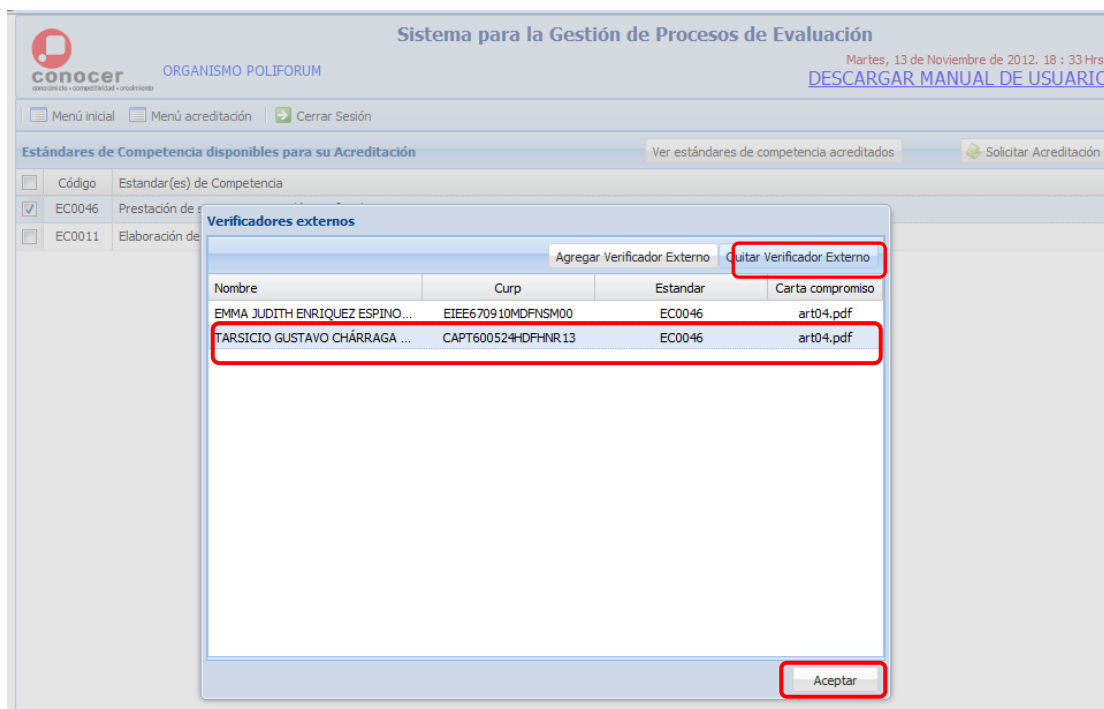 Sistema para la Gestión de Procesos de Evaluación
Martes, 13 de Noviembre de 2012. 18 : 33 Hrs
conocer
conocimiento • competitividad • crecimiento
ORGANISMO POLIFORUM
DESCARGAR MANUAL DE USUARIO
Menú inicial Menú acreditación Cerrar Sesión
Estándares de Competencia disponibles para su Acreditación Ver estándares de competencia acreditados Solicitar Acreditación
Código Estandar(es) de Competencia
EC0046 Prestación de
EC0011 Elaboración de
Verificadores externos
Agregar Verificador Externo Quitar Verificador Externo
Nombre Curp Estandar Carta compromiso
EMMA JUDITH ENRIQUEZ ESPINO... EIEE670910MDFNSM00 EC0046 art04.pdf
TARSICIO GUSTAVO CHÁRRAGA ... CAPT600524HDFHNR13 EC0046 art04.pdf
Aceptar